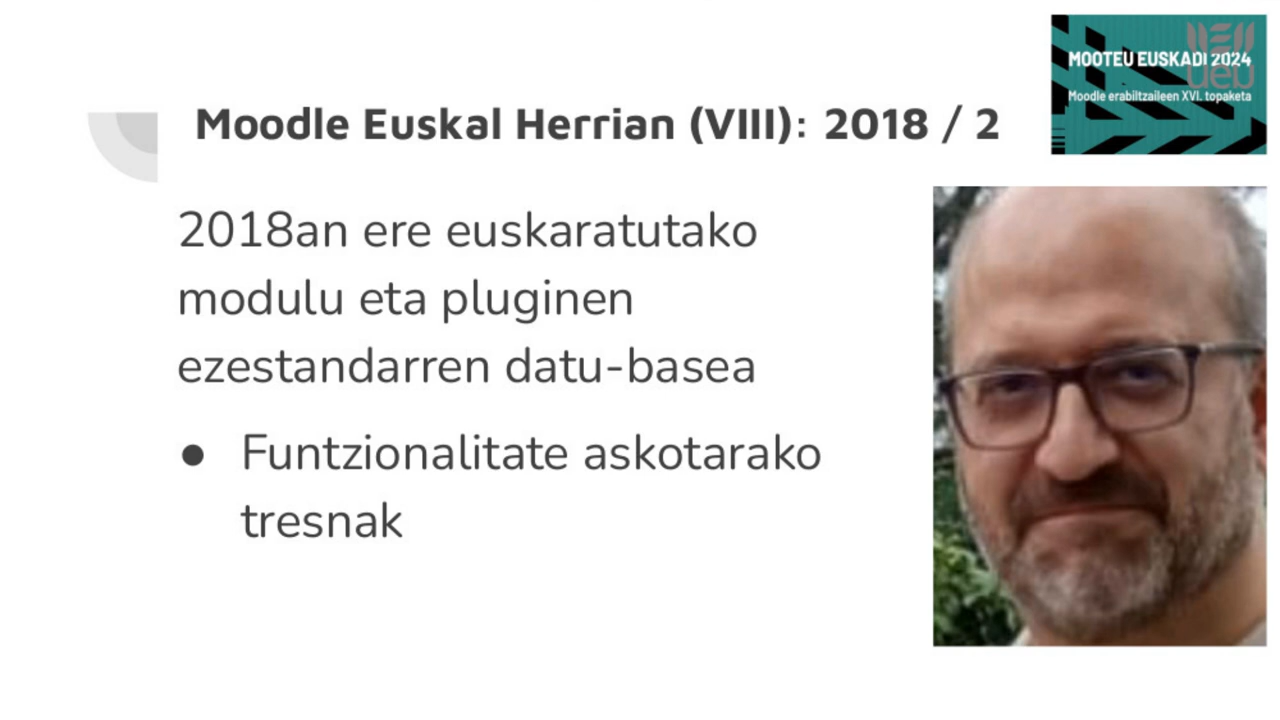 MOOTEU EUSKADI 2024
Moodle erabiltzaileen XVI. topaketa
ueu
Moodle Euskal Herrian (VIII): 2018 / 2
2018an ere euskaratutako
modulu eta pluginen
ezestandarren datu-basea
● Funtzionalitate askotarako
tresnak